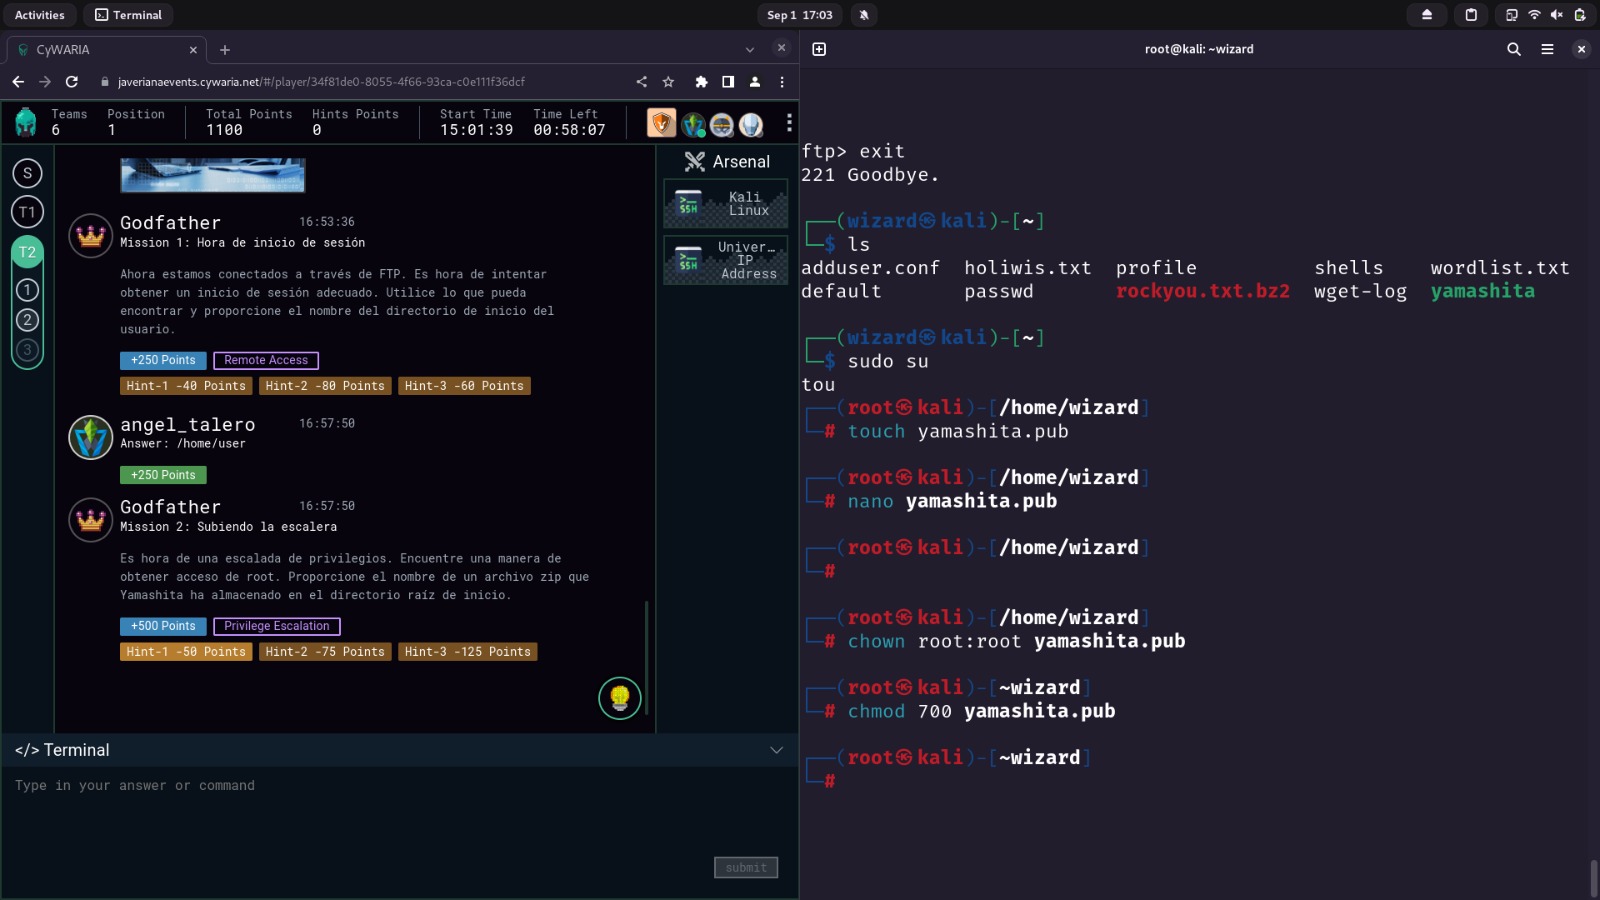 Activities
Terminal
Sep 1 17:03
CyWARIA
root@kali: ~wizard
javerianaevents.cywaria.net/#/player/34f81de0-8055-4f66-93ca-c0e111f36dcf
Teams
6
Position
1
Total Points
1100
Hints Points
0
Start Time
15:01:39
Time Left
00:58:07
S
T1
T2
1
2
3
Godfather 16:53:36
Mission 1: Hora de inicio de sesión
Ahora estamos conectados a través de FTP. Es hora de intentar
obtener un inicio de sesión adecuado. Utilice lo que pueda
encontrar y proporcione el nombre del directorio de inicio del
usuario.
+250 Points Remote Access
Hint-1 -40 Points Hint-2 -80 Points Hint-3 -60 Points
angel_talero 16:57:50
Answer: /home/user
+250 Points
Godfather 16:57:50
Mission 2: Subiendo la escalera
Es hora de una escalada de privilegios. Encuentre una manera de
obtener acceso de root. Proporcione el nombre de un archivo zip que
Yamashita ha almacenado en el directorio raíz de inicio.
+500 Points Privilege Escalation
Hint-1 -50 Points Hint-2 -75 Points Hint-3 -125 Points
Arsenal
>_
SSH
Kali
Linux
>_
SSH
Univer…
IP
Address
</> Terminal
Type in your answer or command
submit
ftp> exit
221 Goodbye.
┌──(wizard㉿kali)-[~]
└─$ ls
adduser.conf holiwis.txt profile shells wordlist.txt
default passwd rockyou.txt.bz2 wget-log yamashita
┌──(wizard㉿kali)-[~]
└─$ sudo su
tou
┌──(root㉿kali)-[/home/wizard]
└─# touch yamashita.pub
┌──(root㉿kali)-[/home/wizard]
└─# nano yamashita.pub
┌──(root㉿kali)-[/home/wizard]
└─#
┌──(root㉿kali)-[/home/wizard]
└─# chown root:root yamashita.pub
┌──(root㉿kali)-[~wizard]
└─# chmod 700 yamashita.pub
┌──(root㉿kali)-[~wizard]
└─#